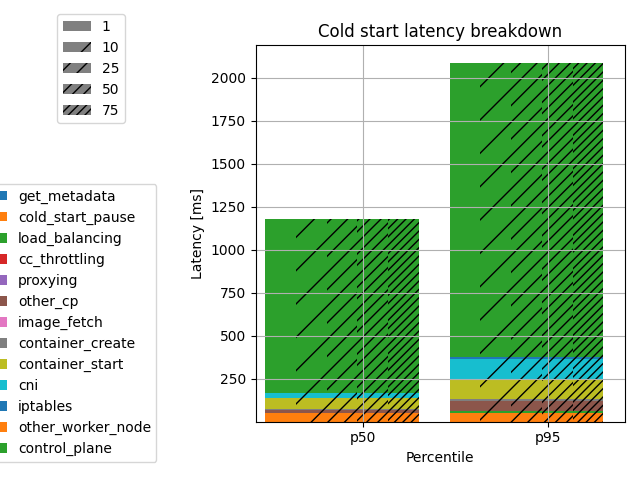 1
10
25
50
75
get_metadata
cold_start_pause
load_balancing
cc_throttling
proxying
other_cp
image_fetch
container_create
container_start
cni
iptables
other_worker_node
control_plane
Cold start latency breakdown
Latency [ms]
2000
1750
1500
1250
1000
750
500
250
p50
p95
Percentile